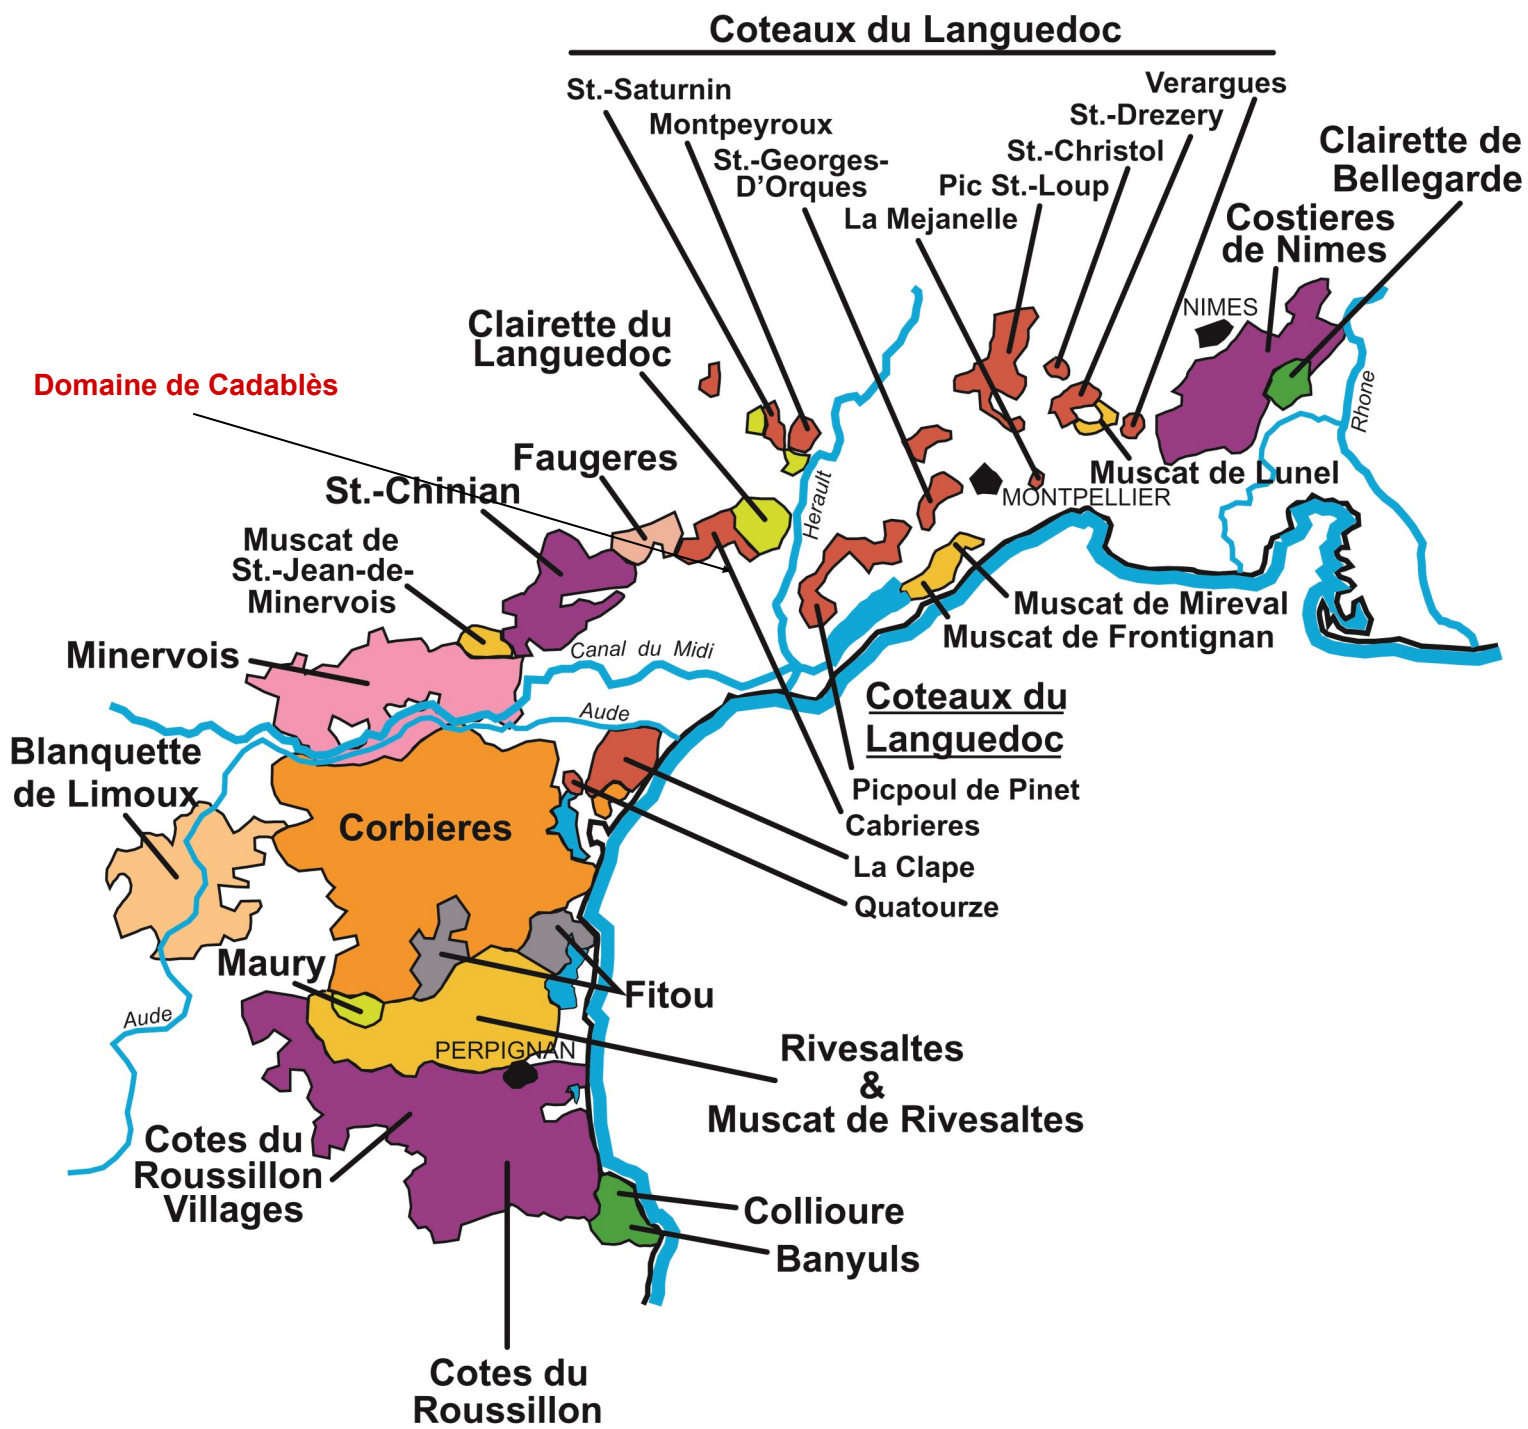 Coteaux du Languedoc
St.-Saturnin
Montpeyroux
St.-Georges-
D'Orques
La Mejanelle
Pic St.-Loup
St.-Christol
St.-Drezery
Verargues
Clairette de
Bellegarde
Costieres
de Nimes
NIMES
Rhone
Clairette du
Languedoc
Domaine de Cadablès
Faugeres
St.-Chinian
Herault
Muscat de Lunel
MONTPELLIER
Muscat de
St.-Jean-de-
Minervois
Muscat de Mireval
Muscat de Frontignan
Minervois
Canal du Midi
Aude
Coteaux du
Languedoc
Blanquette
de Limoux
Picpoul de Pinet
Cabrieres
La Clape
Quatourze
Corbieres
Maury
Fitou
Aude
PERPIGNAN
Rivesaltes
&
Muscat de Rivesaltes
Cotes du
Roussillon
Villages
Collioure
Banyuls
Cotes du
Roussillon